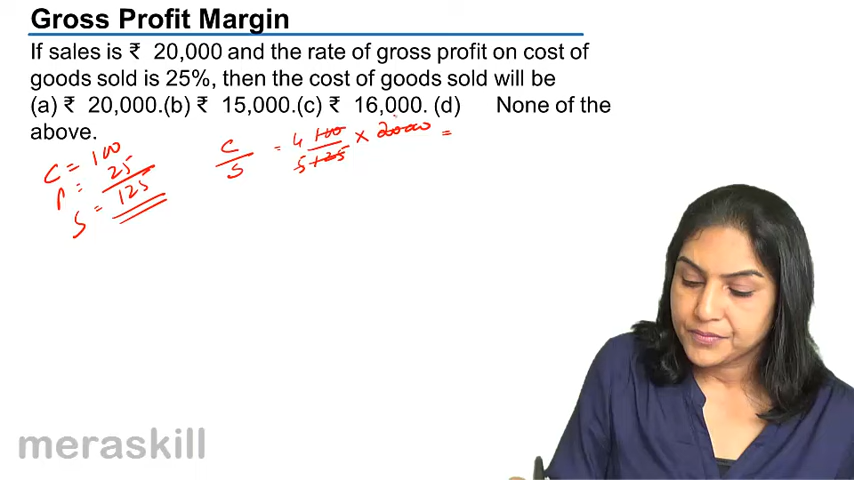 Gross Profit Margin
If sales is ₹ 20,000 and the rate of gross profit on cost of
goods sold is 25%, then the cost of goods sold will be
(a) ₹ 20,000.(b) ₹ 15,000.(c) ₹ 16,000. (d) None of the
above.
C = 100
P = 25
S = 125
C/S = 4 100/5 125 × 20000 =
meraskill